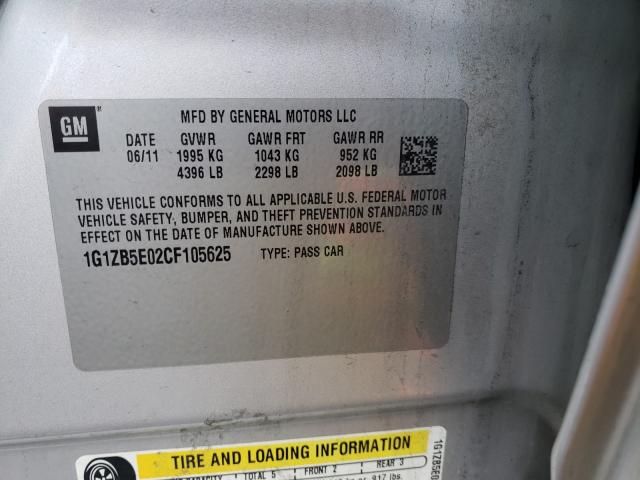 GM
MFD BY GENERAL MOTORS LLC
DATE GVWR GAWR FRT GAWR RR
06/11 1995 KG 1043 KG 952 KG
4396 LB 2298 LB 2098 LB
THIS VEHICLE CONFORMS TO ALL APPLICABLE U.S. FEDERAL MOTOR
VEHICLE SAFETY, BUMPER, AND THEFT PREVENTION STANDARDS IN
EFFECT ON THE DATE OF MANUFACTURE SHOWN ABOVE.
1G1ZB5E02CF105625 TYPE: PASS CAR
TIRE AND LOADING INFORMATION
TOTAL 5 FRONT 2 REAR 3
917 lbs.
1G1ZB5E0